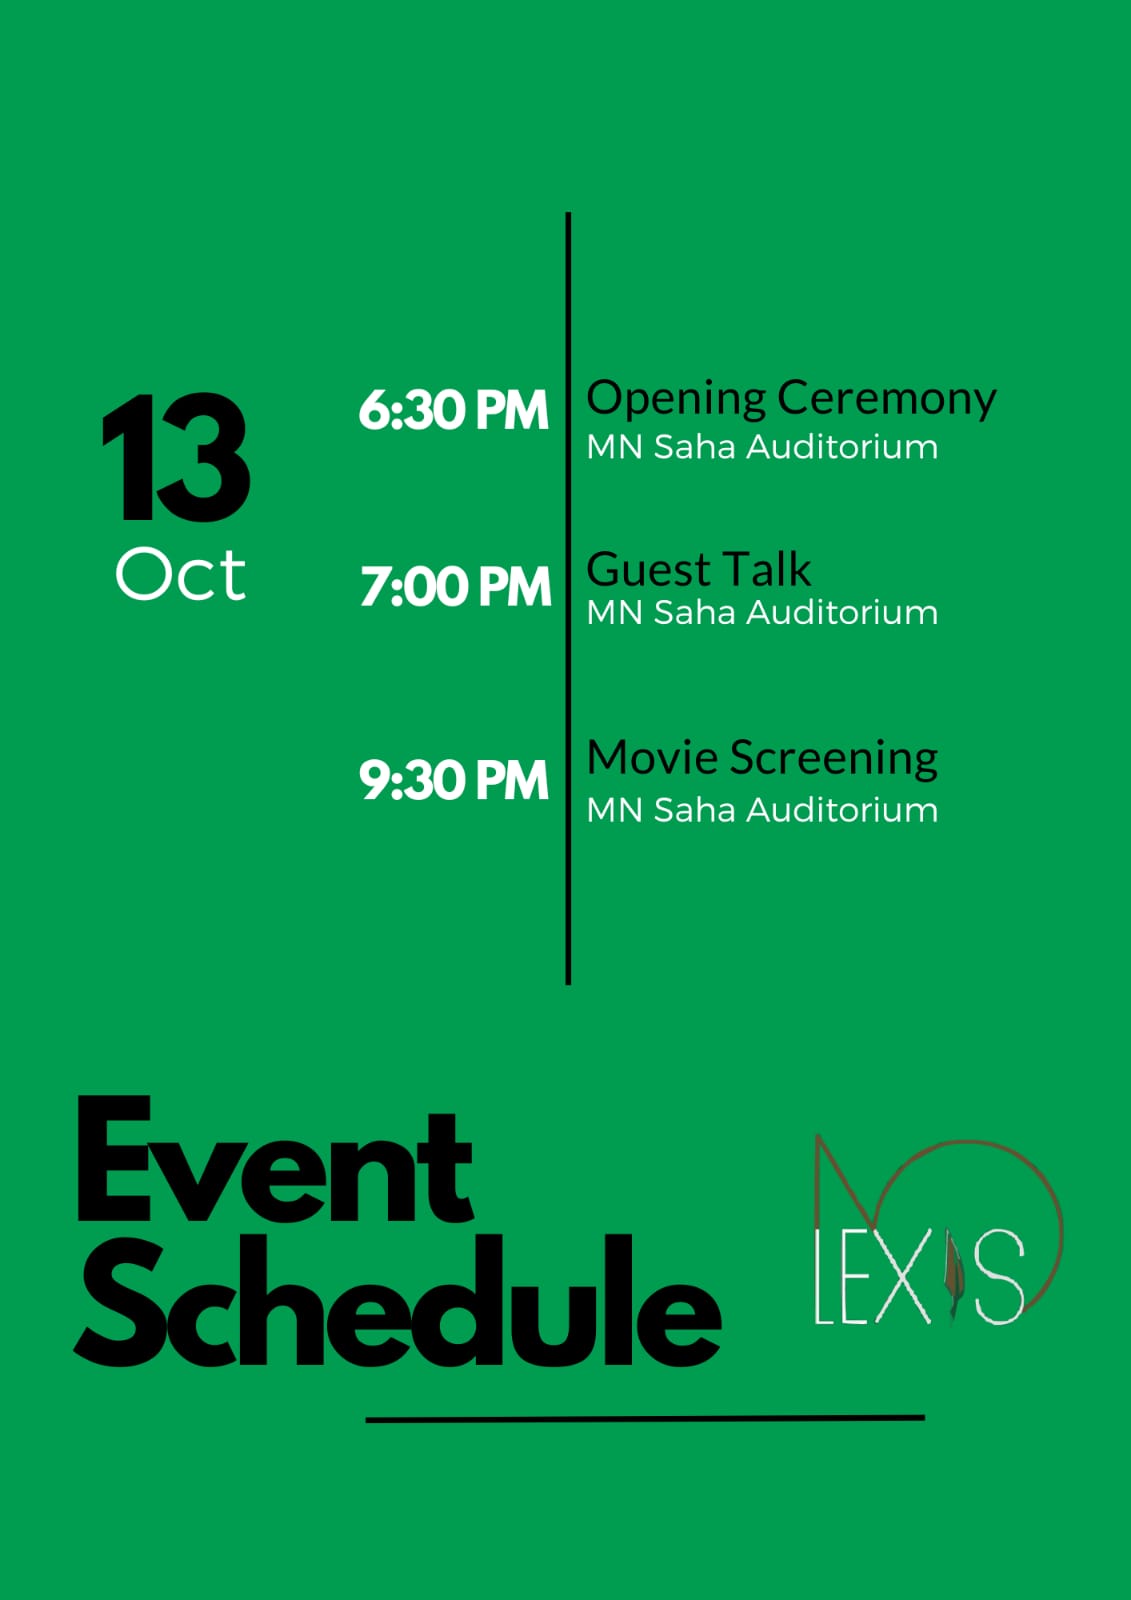 13
Oct
6:30 PM
Opening Ceremony
MN Saha Auditorium
7:00 PM
Guest Talk
MN Saha Auditorium
9:30 PM
Movie Screening
MN Saha Auditorium
Event
Schedule
LEXIS